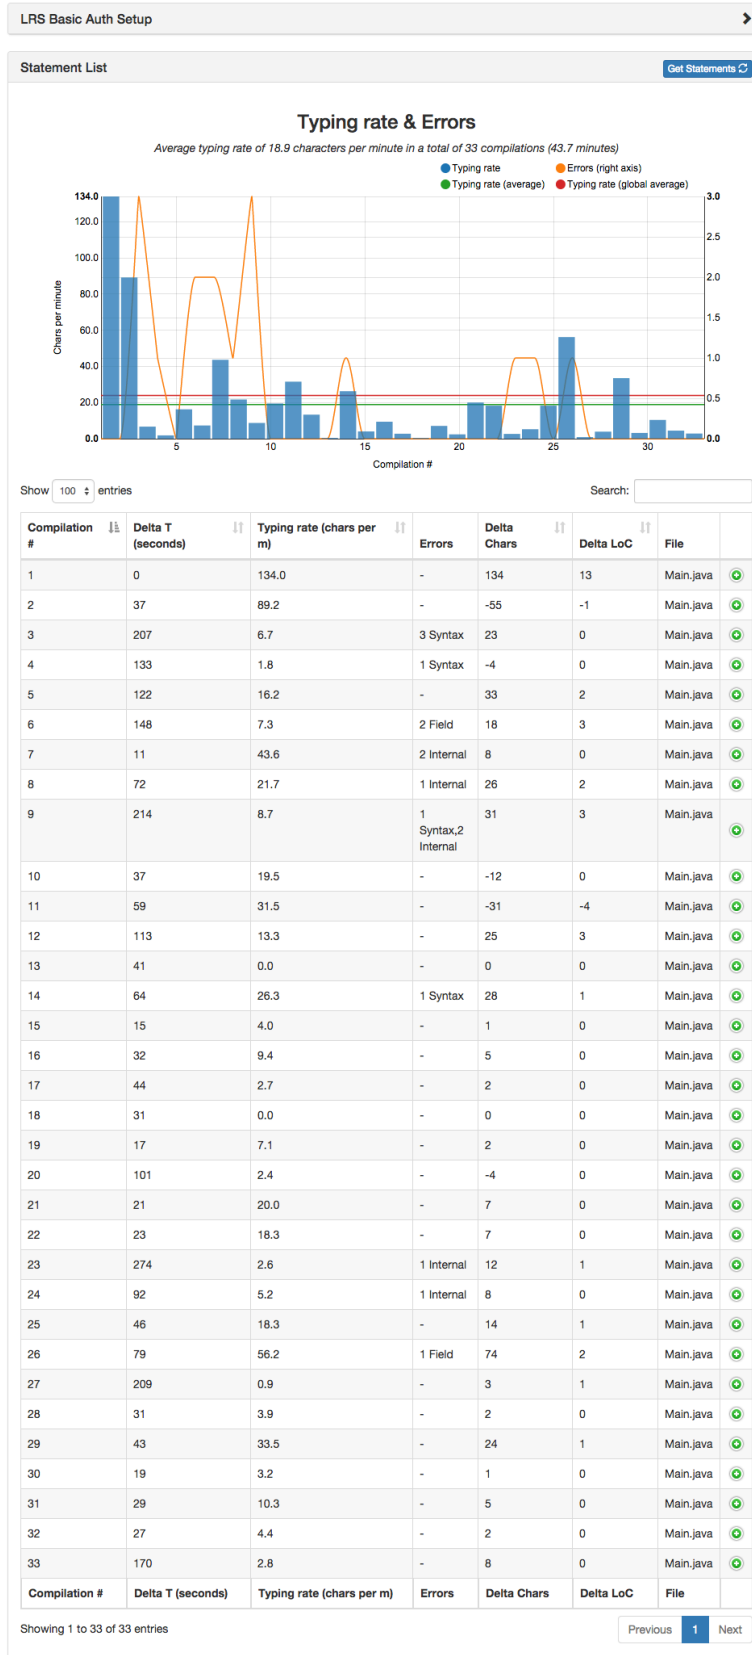 LRS Basic Auth Setup
Statement List
Get Statements
Typing rate & Errors
Average typing rate of 18.9 characters per minute in a total of 33 compilations (43.7 minutes)
Typing rate Errors (right axis)
Typing rate (average) Typing rate (global average)
134.0 3.0
120.0
2.5
100.0
2.0
80.0
1.5
60.0
1.0
40.0
0.5
20.0
0.0 0.0
Chars per minute
5 10 15 20 25 30
Compilation #
Show 100 entries Search:
Compilation # Delta T (seconds) Typing rate (chars per m) Errors Delta Chars Delta LoC File
1 0 134.0 - 134 13 Main.java
2 37 89.2 - -55 -1 Main.java
3 207 6.7 3 Syntax 23 0 Main.java
4 133 1.8 1 Syntax -4 0 Main.java
5 122 16.2 - 33 2 Main.java
6 148 7.3 2 Field 18 3 Main.java
7 11 43.6 2 Internal 8 0 Main.java
8 72 21.7 1 Internal 26 2 Main.java
9 214 8.7 1 Syntax,2 Internal 31 3 Main.java
10 37 19.5 - -12 0 Main.java
11 59 31.5 - -31 -4 Main.java
12 113 13.3 - 25 3 Main.java
13 41 0.0 - 0 0 Main.java
14 64 26.3 1 Syntax 28 1 Main.java
15 15 4.0 - 1 0 Main.java
16 32 9.4 - 5 0 Main.java
17 44 2.7 - 2 0 Main.java
18 31 0.0 - 0 0 Main.java
19 17 7.1 - 2 0 Main.java
20 101 2.4 - -4 0 Main.java
21 21 20.0 - 7 0 Main.java
22 23 18.3 - 7 0 Main.java
23 274 2.6 1 Internal 12 1 Main.java
24 92 5.2 1 Internal 8 0 Main.java
25 46 18.3 - 14 1 Main.java
26 79 56.2 1 Field 74 2 Main.java
27 209 0.9 - 3 1 Main.java
28 31 3.9 - 2 0 Main.java
29 43 33.5 - 24 1 Main.java
30 19 3.2 - 1 0 Main.java
31 29 10.3 - 5 0 Main.java
32 27 4.4 - 2 0 Main.java
33 170 2.8 - 8 0 Main.java
Compilation # Delta T (seconds) Typing rate (chars per m) Errors Delta Chars Delta LoC File
Showing 1 to 33 of 33 entries Previous 1 Next